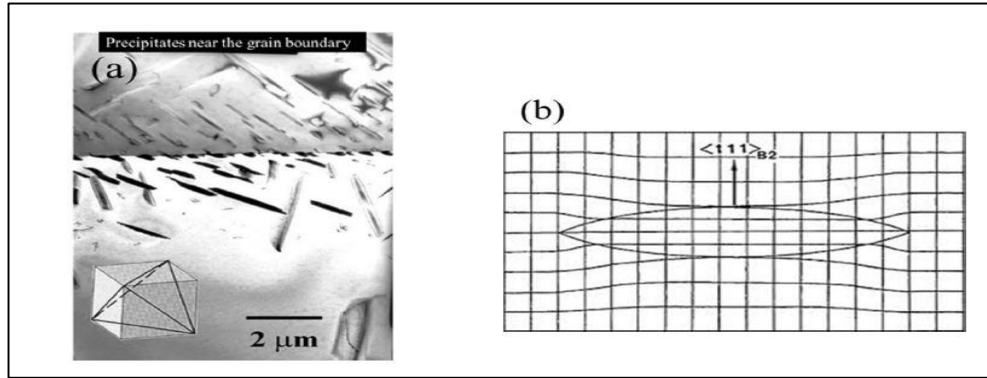 Precipitates near the grain boundary
(a)
2 μm
(b)
<111>B2